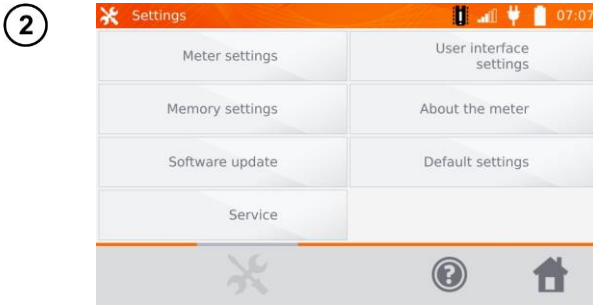 2
Settings
07:07
Meter settings
User interface
settings
Memory settings
About the meter
Software update
Default settings
Service
?